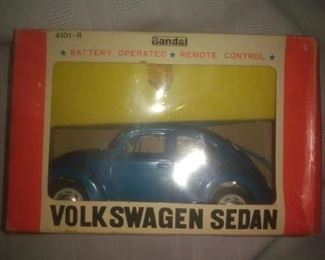 4101-R
Bandai
★ BATTERY OPERATED ★ REMOTE CONTROL ★
VOLKSWAGEN SEDAN